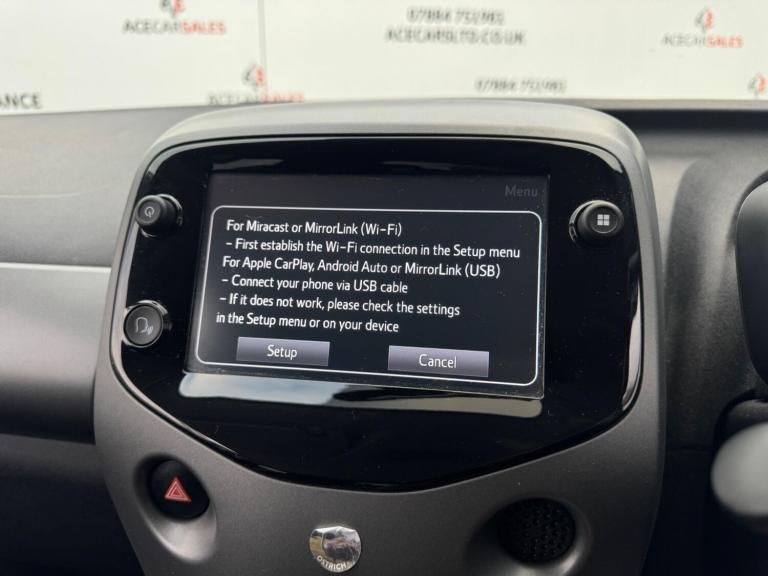 ACECARSALES
07884 751981
ACECARSLTD.CO.UK
ACECARSALES
ACECARSALES
07884 751981
ANCE
Menu
For Miracast or MirrorLink (Wi-Fi)
- First establish the Wi-Fi connection in the Setup menu
For Apple CarPlay, Android Auto or MirrorLink (USB)
- Connect your phone via USB cable
- If it does not work, please check the settings
in the Setup menu or on your device
Setup
Cancel
OSTRICH